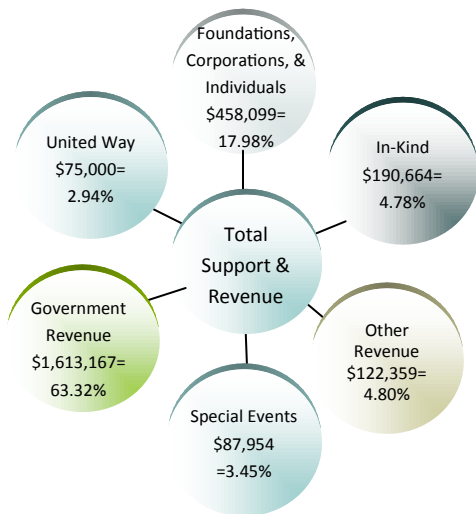 Foundations,
Corporations, &
Individuals
$458,099=
17.98%
United Way
$75,000=
2.94%
In-Kind
$190,664=
4.78%
Total
Support &
Revenue
Government
Revenue
$1,613,167=
63.32%
Other
Revenue
$122,359=
4.80%
Special Events
$87,954
=3.45%